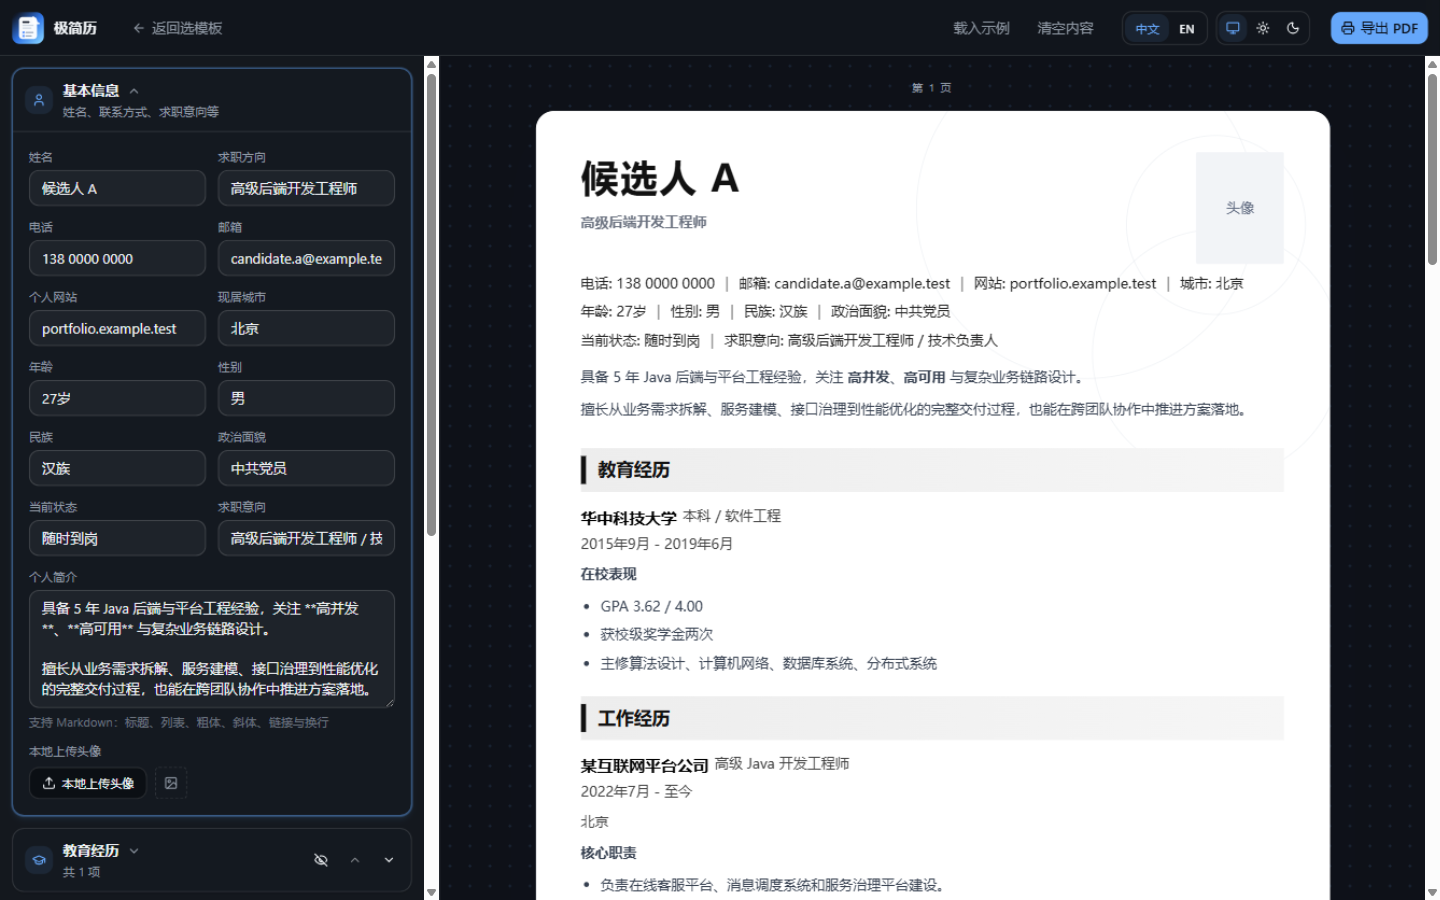 极简历
返回选模板
载入示例
清空内容
中文
EN
导出 PDF
基本信息
姓名、联系方式、求职意向等
姓名
求职方向
候选人 A
高级后端开发工程师
电话
邮箱
138 0000 0000
candidate.a@example.te
个人网站
现居城市
portfolio.example.test
北京
年龄
性别
27岁
男
民族
政治面貌
汉族
中共党员
当前状态
求职意向
随时到岗
高级后端开发工程师 / 技
个人简介
具备 5 年 Java 后端与平台工程经验，关注 **高并发
**、**高可用** 与复杂业务链路设计。
擅长从业务需求拆解、服务建模、接口治理到性能优化
的完整交付过程，也能在跨团队协作中推进方案落地。
支持 Markdown：标题、列表、粗体、斜体、链接与换行
本地上传头像
本地上传头像
教育经历
共 1 项
第 1 页
候选人 A
高级后端开发工程师
头像
电话: 138 0000 0000 | 邮箱: candidate.a@example.test | 网站: portfolio.example.test | 城市: 北京
年龄: 27岁 | 性别: 男 | 民族: 汉族 | 政治面貌: 中共党员
当前状态: 随时到岗 | 求职意向: 高级后端开发工程师 / 技术负责人
具备 5 年 Java 后端与平台工程经验，关注 高并发、高可用 与复杂业务链路设计。
擅长从业务需求拆解、服务建模、接口治理到性能优化的完整交付过程，也能在跨团队协作中推进方案落地。
教育经历
华中科技大学 本科 / 软件工程
2015年9月 - 2019年6月
在校表现
• GPA 3.62 / 4.00
• 获校级奖学金两次
• 主修算法设计、计算机网络、数据库系统、分布式系统
工作经历
某互联网平台公司 高级 Java 开发工程师
2022年7月 - 至今
北京
核心职责
• 负责在线客服平台、消息调度系统和服务治理平台建设。